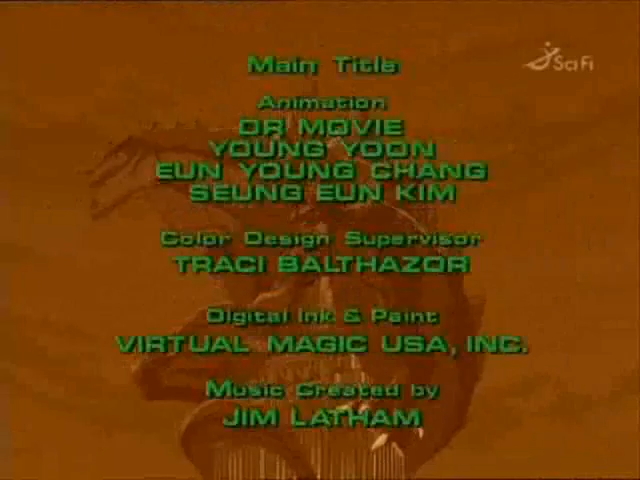 Main Title
SciFi
Animation
DR MOVIE
YOUNG YOON
EUN YOUNG CHANG
SEUNG EUN KIM
Color Design Supervisor
TRACI BALTHAZOR
Digital Ink & Paint
VIRTUAL MAGIC USA, INC.
Music Created by
JIM LATHAM